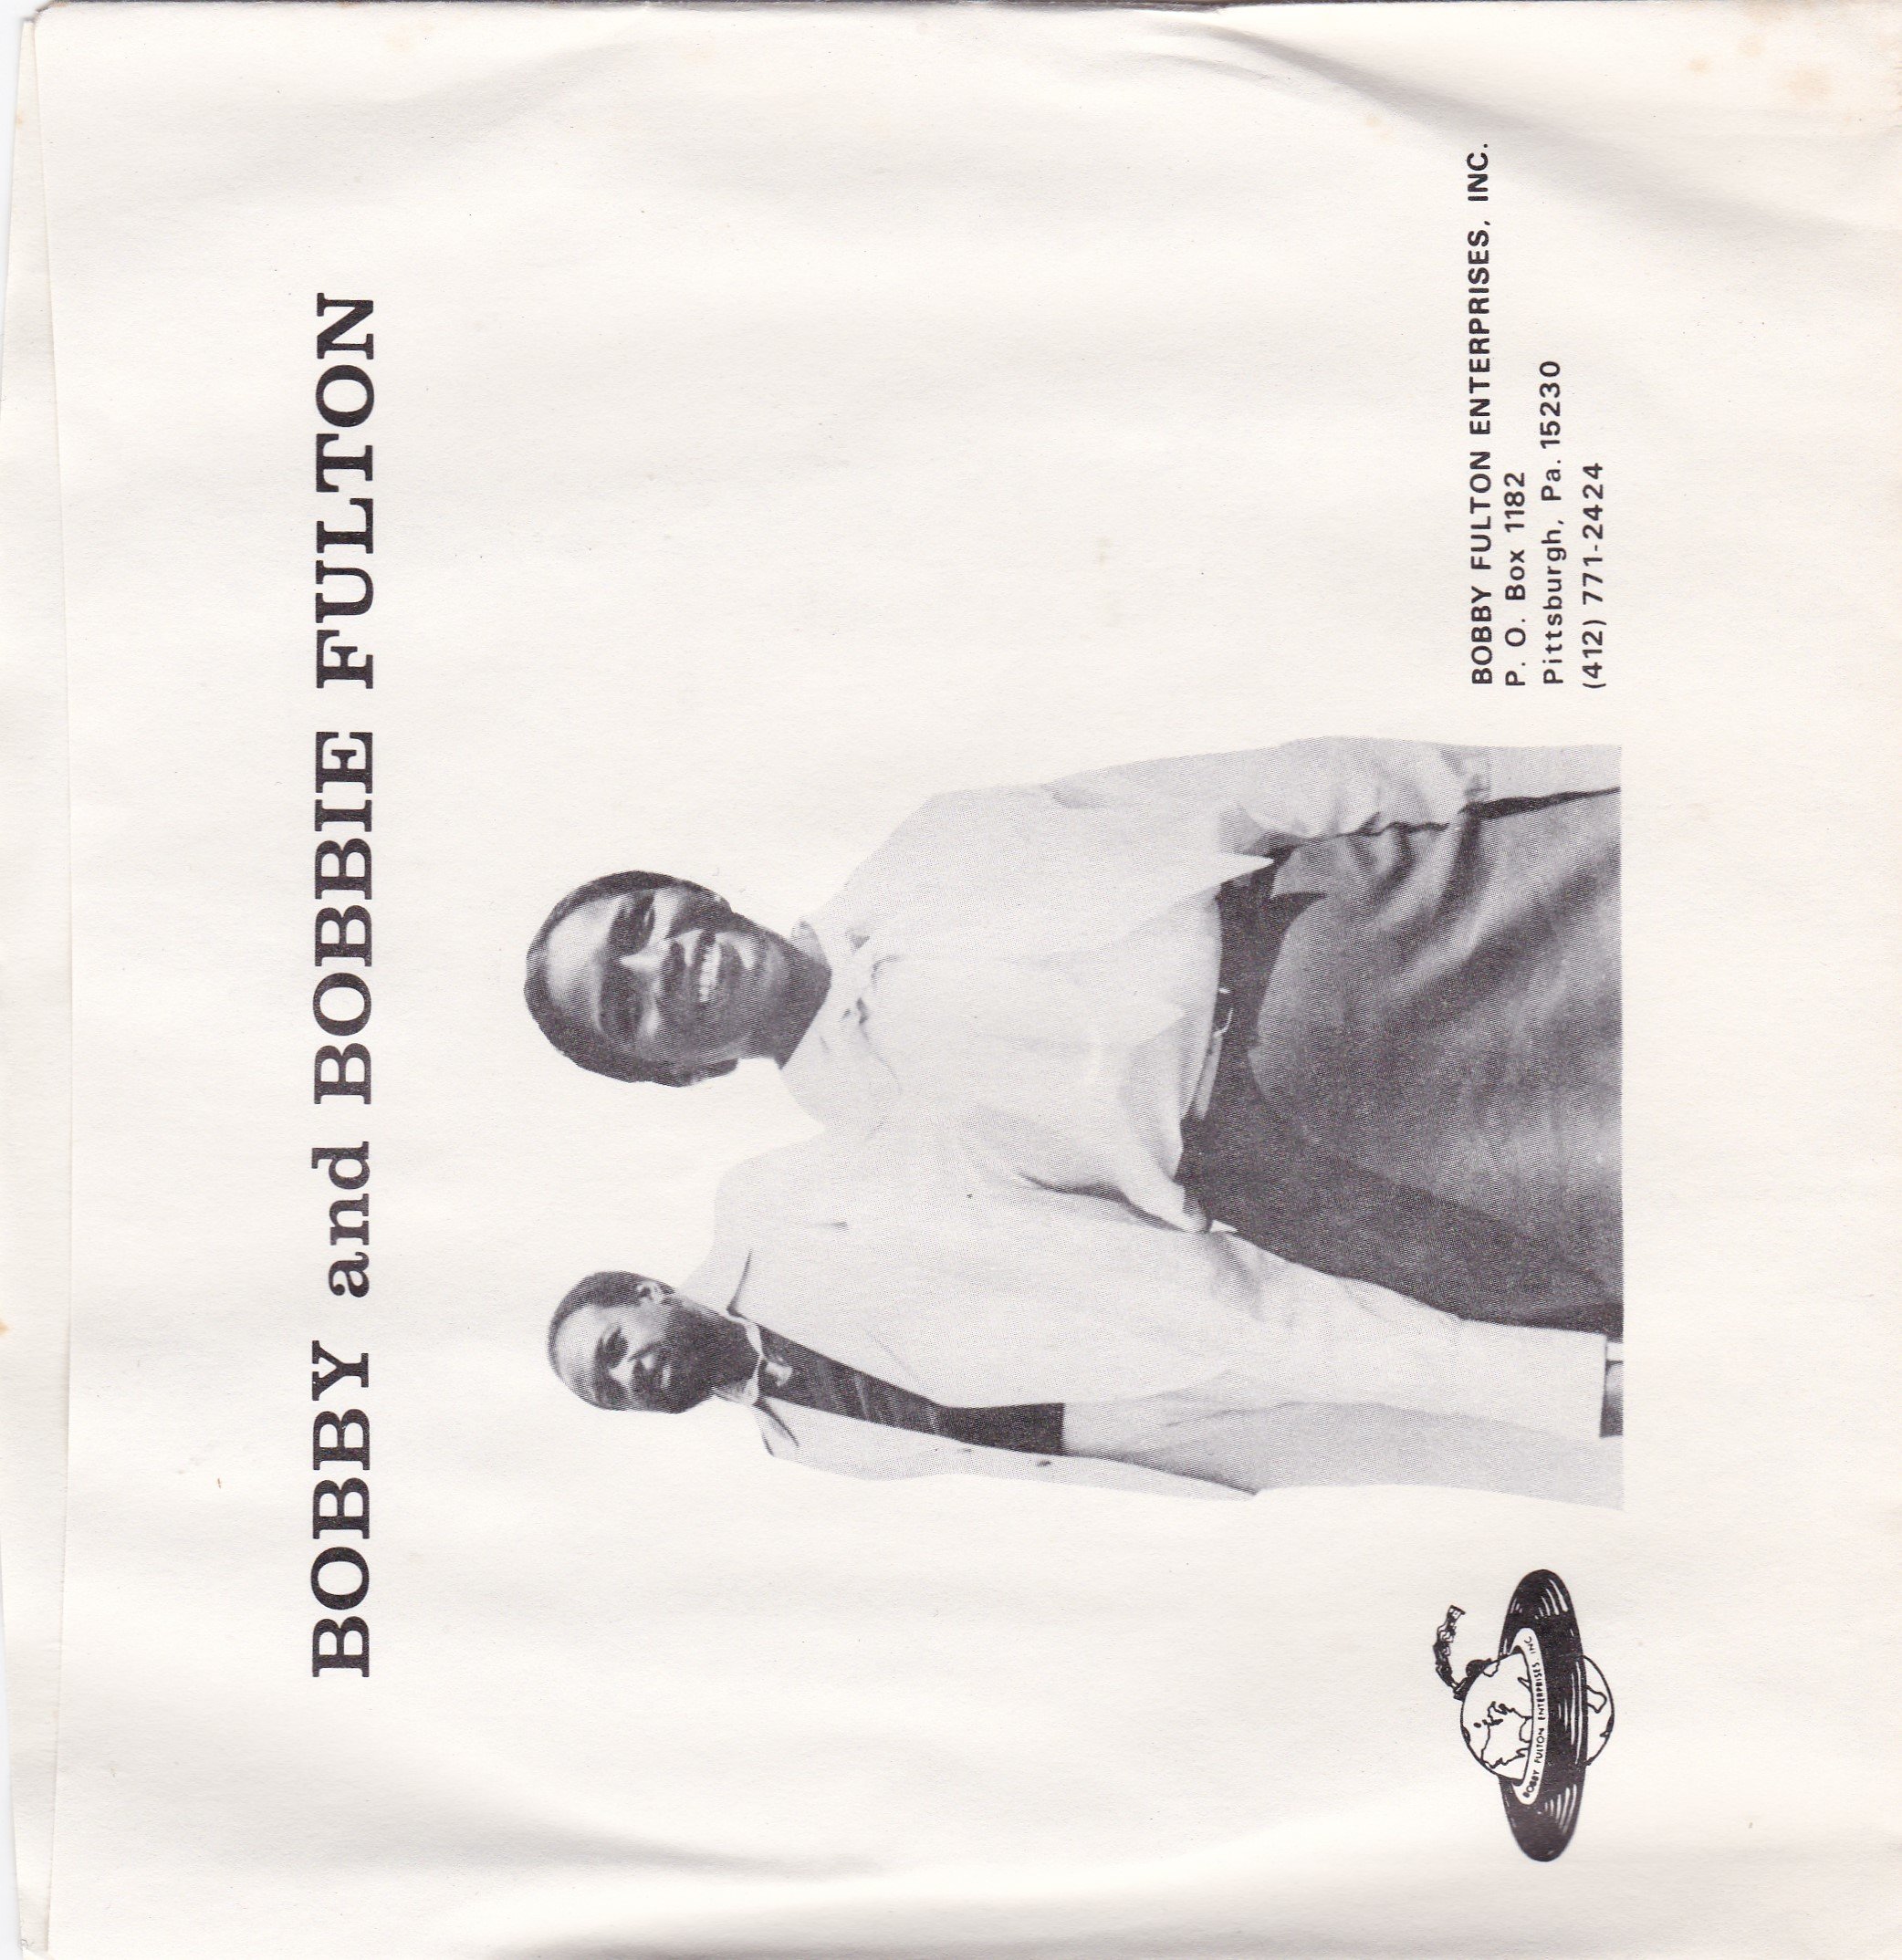 BOBBY and BOBBIE FULTON
BOBBY FULTON ENTERPRISES, INC.
P. O. Box 1182
Pittsburgh, Pa. 15230
(412) 771-2424
BOBBY FULTON ENTERPRISES, INC